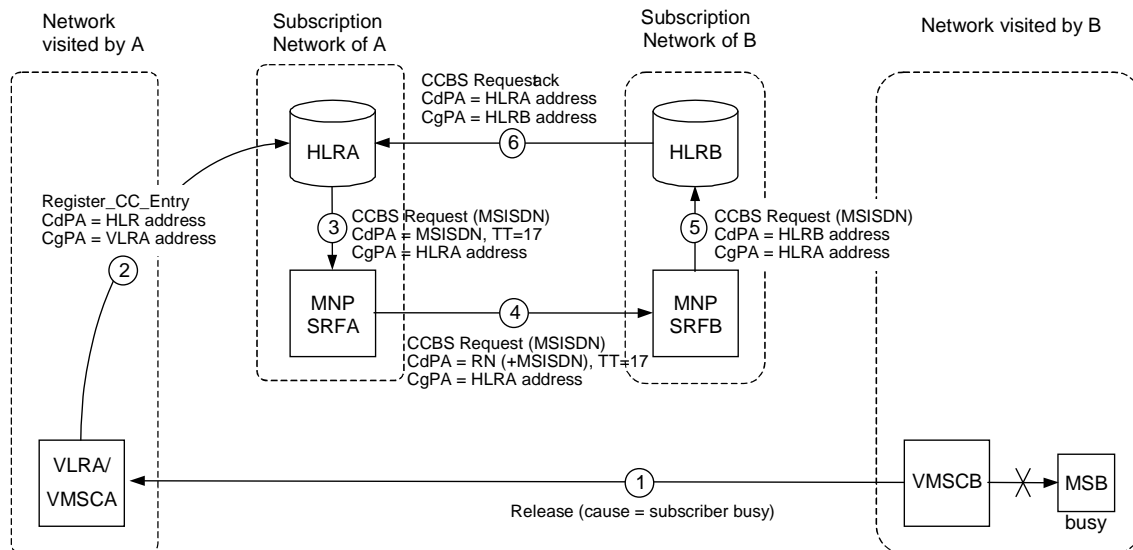 Network
visited by A
Subscription
Network of A
Subscription
Network of B
Network visited by B
CCBS Requestack
CdPA = HLRA address
CgPA = HLRB address
6
HLRA
HLRB
Register_CC_Entry
CdPA = HLR address
CgPA = VLRA address
2
3
CCBS Request (MSISDN)
CdPA = MSISDN, TT=17
CgPA = HLRA address
5
CCBS Request (MSISDN)
CdPA = HLRB address
CgPA = HLRA address
MNP
SRFA
4
MNP
SRFB
CCBS Request (MSISDN)
CdPA = RN (+MSISDN), TT=17
CgPA = HLRA address
VLRA/
VMSCA
1
Release (cause = subscriber busy)
VMSCB
MSB
busy